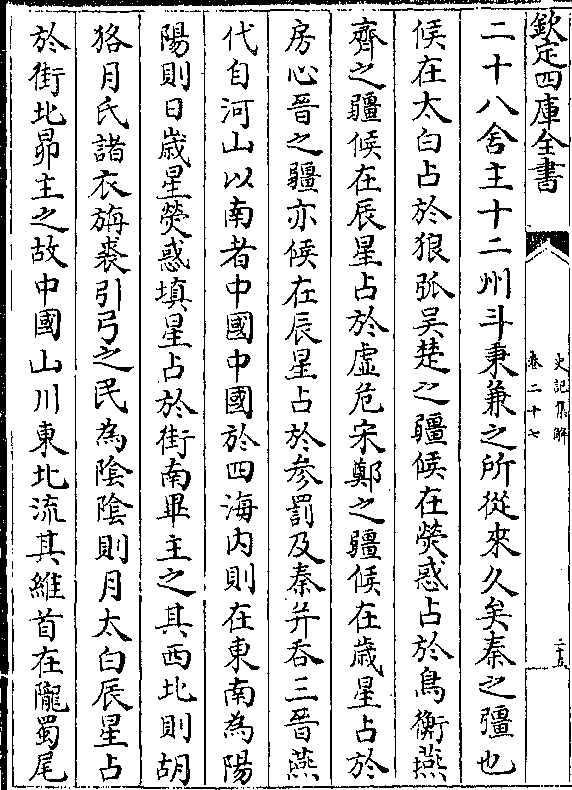 欽定四庫全書
史記集解
卷二十七
三五
二十八舍主十二州斗秉兼之所從來久矣秦之疆也
候在太白占於狼弧吳楚之疆候在熒惑占於鳥衡燕
齊之疆候在辰星占於虛危宋鄭之疆候在歲星占於
房心晉之疆亦候在辰星占於參罰及秦并吞三晉燕
代自河山以南者中國中國於四海内則在東南為陽
陽則日歲星熒惑填星占於街南畢主之其西北則胡
狢月氏諸衣旃裘引弓之民為陰陰則月太白辰星占
於街北昴主之故中國山川東北流其維首在隴蜀尾